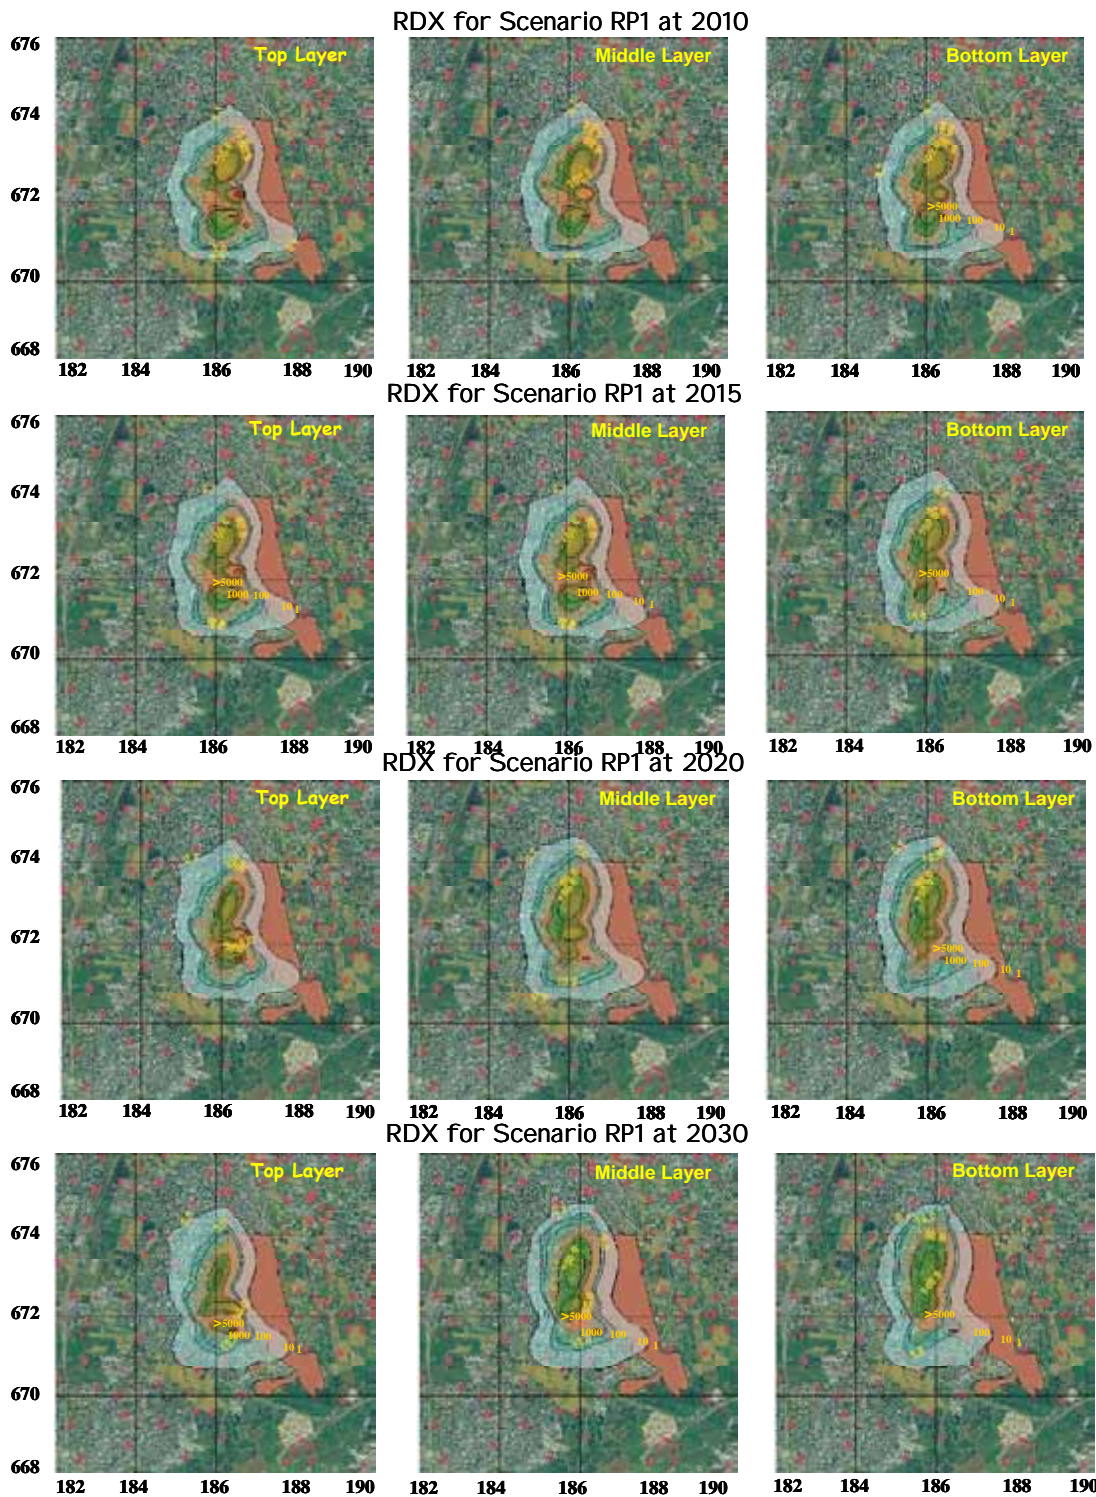 RDX for Scenario RP1 at 2010
Top Layer
Middle Layer
Bottom Layer
676
674
672
670
668
>5000
1000 100 10 1
182 184 186 188 190
182 184 186 188 190
182 184 186 188 190
RDX for Scenario RP1 at 2015
Top Layer
Middle Layer
Bottom Layer
676
674
672
670
668
>5000
1000 100 10 1
>5000
1000 100 10 1
>5000
100 10 1
182 184 186 188 190
182 184 186 188 190
182 184 186 188 190
RDX for Scenario RP1 at 2020
Top Layer
Middle Layer
Bottom Layer
676
674
672
670
668
>5000
1000 100 10 1
182 184 186 188 190
182 184 186 188 190
182 184 186 188 190
RDX for Scenario RP1 at 2030
Top Layer
Middle Layer
Bottom Layer
676
674
672
670
668
>5000
1000 100 10 1
>5000
1000 100 10 1
>5000
100 10 1
182 184 186 188 190
182 184 186 188 190
182 184 186 188 190